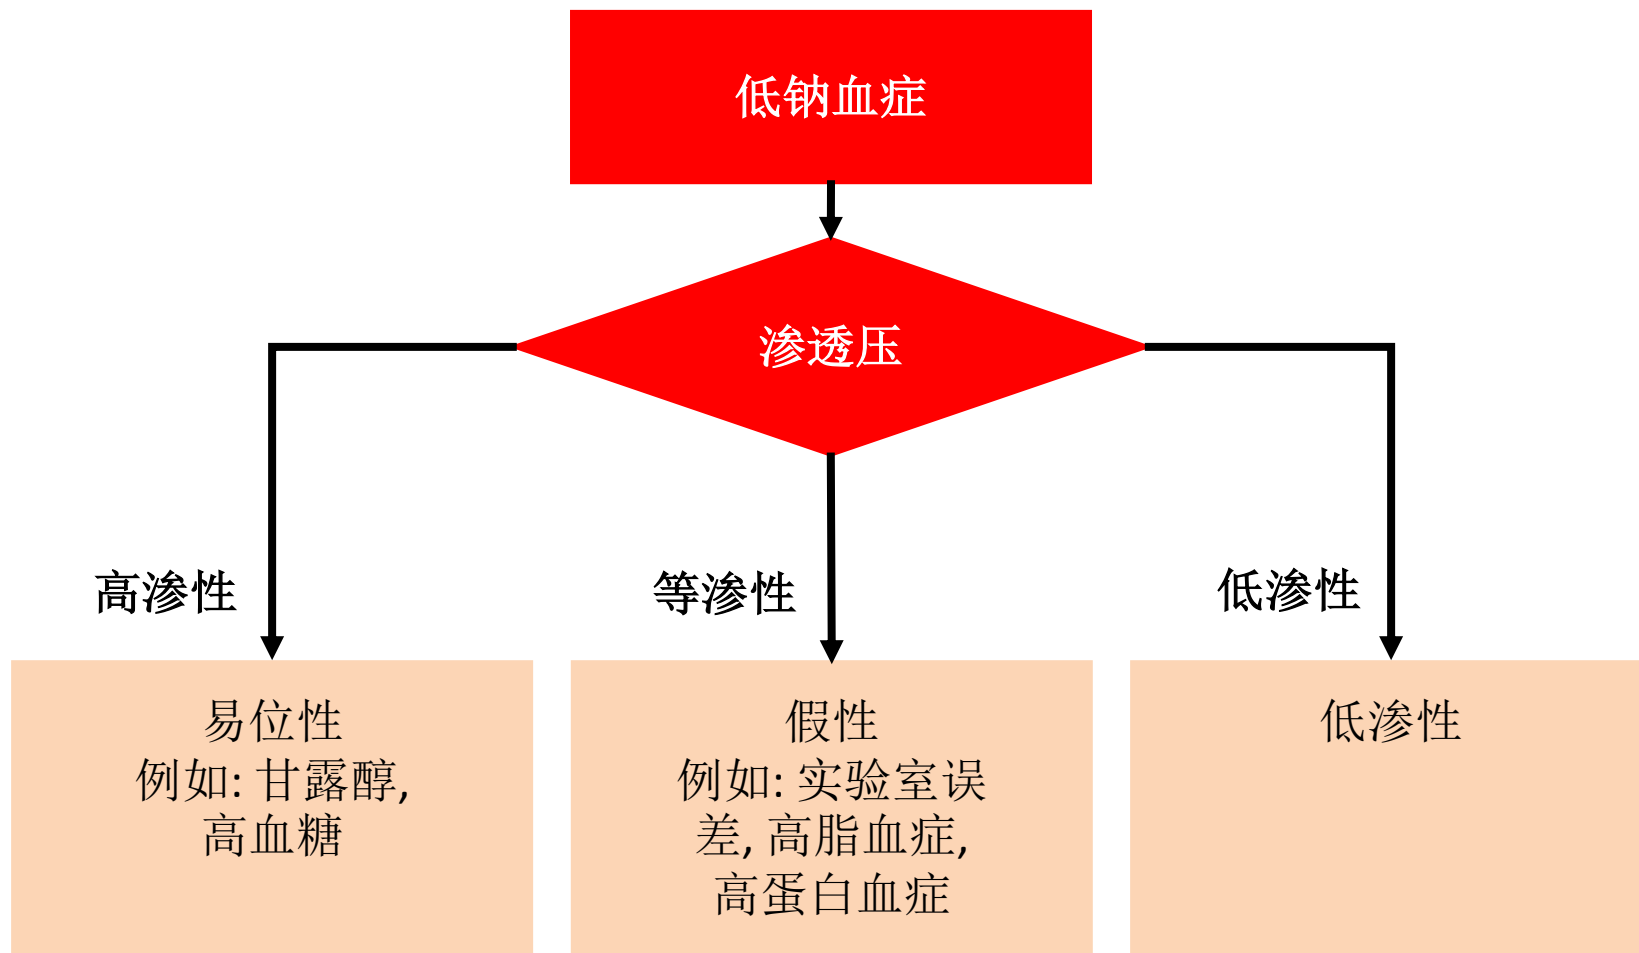 低钠血症
渗透压
高渗性
等渗性
低渗性
易位性
例如: 甘露醇,
高血糖
假性
例如: 实验室误
差, 高脂血症,
高蛋白血症
低渗性